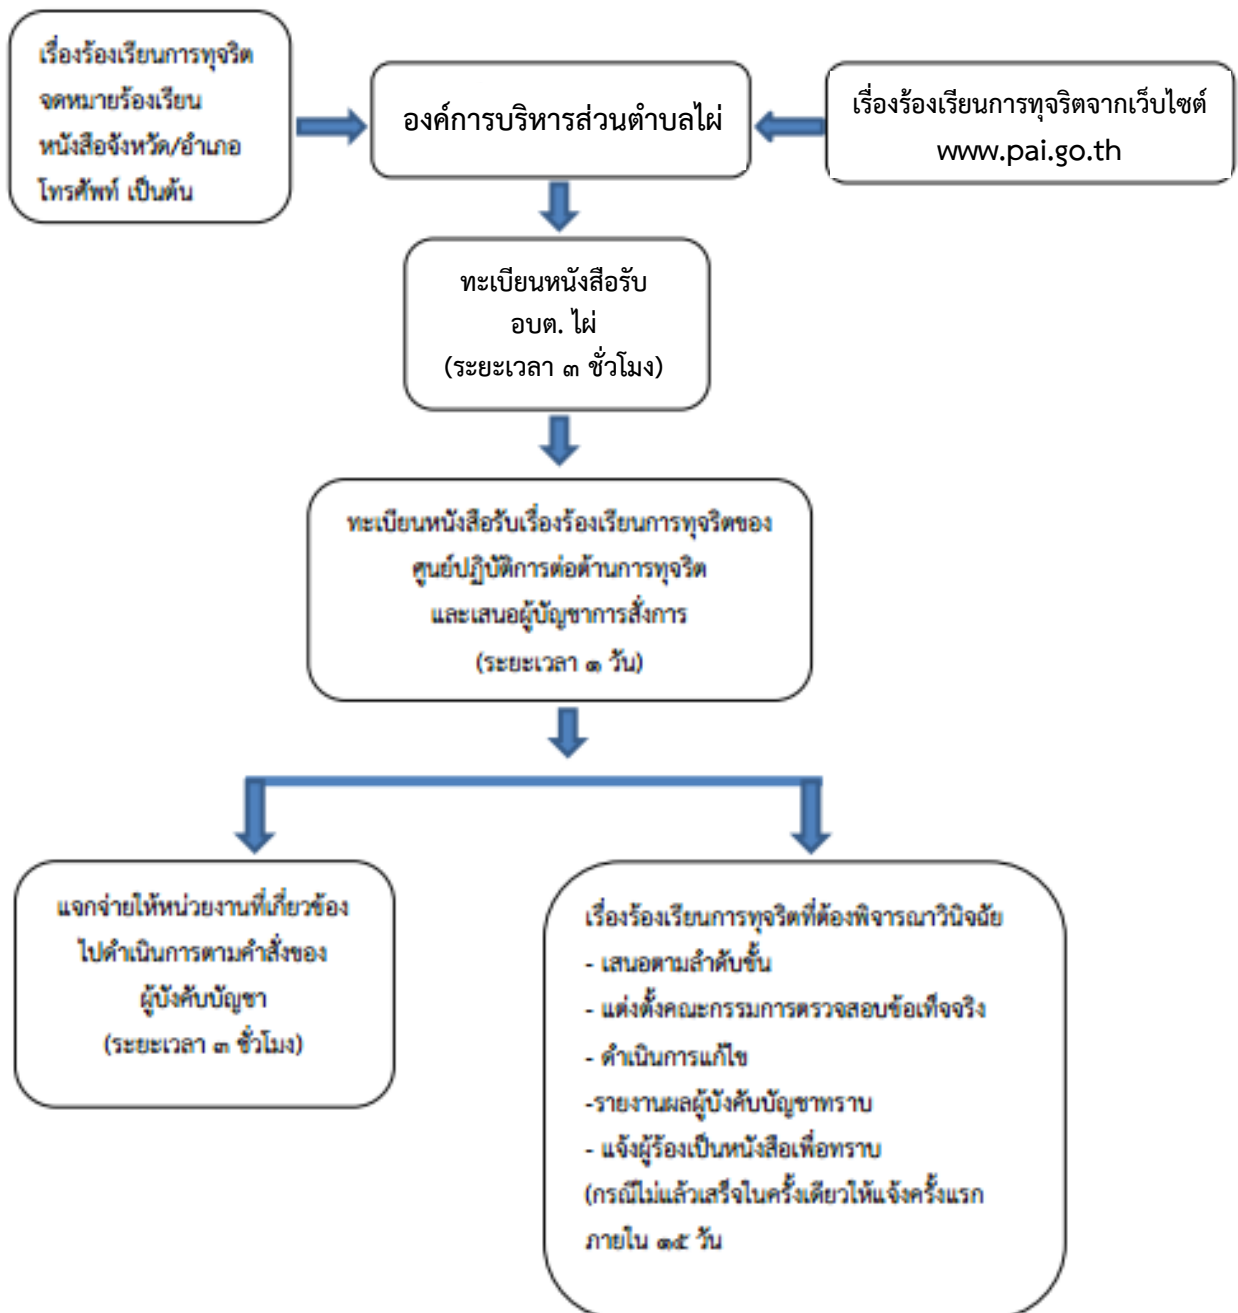 เรื่องร้องเรียนการทุจริต
จดหมายร้องเรียน
หนังสือจังหวัด/อำเภอ
โทรศัพท์ เป็นต้น
องค์การบริหารส่วนตำบลไผ่
เรื่องร้องเรียนการทุจริตจากเว็บไซต์
www.pai.go.th
ทะเบียนหนังสือรับ
อบต. ไผ่
(ระยะเวลา ๓ ชั่วโมง)
ทะเบียนหนังสือรับเรื่องร้องเรียนการทุจริตของ
ศูนย์ปฏิบัติการต่อต้านการทุจริต
และเสนอผู้บัญชาการสั่งการ
(ระยะเวลา ๑ วัน)
แจกจ่ายให้หน่วยงานที่เกี่ยวข้อง
ไปดำเนินการตามคำสั่งของ
ผู้บังคับบัญชา
(ระยะเวลา ๓ ชั่วโมง)
เรื่องร้องเรียนการทุจริตที่ต้องพิจารณาวินิจฉัย
- เสนอตามลำดับชั้น
- แต่งตั้งคณะกรรมการตรวจสอบข้อเท็จจริง
- ดำเนินการแก้ไข
-รายงานผลผู้บังคับบัญชาทราบ
- แจ้งผู้ร้องเป็นหนังสือเพื่อทราบ
(กรณีไม่แล้วเสร็จในครั้งเดียวให้แจ้งครั้งแรก
ภายใน ๑๕ วัน